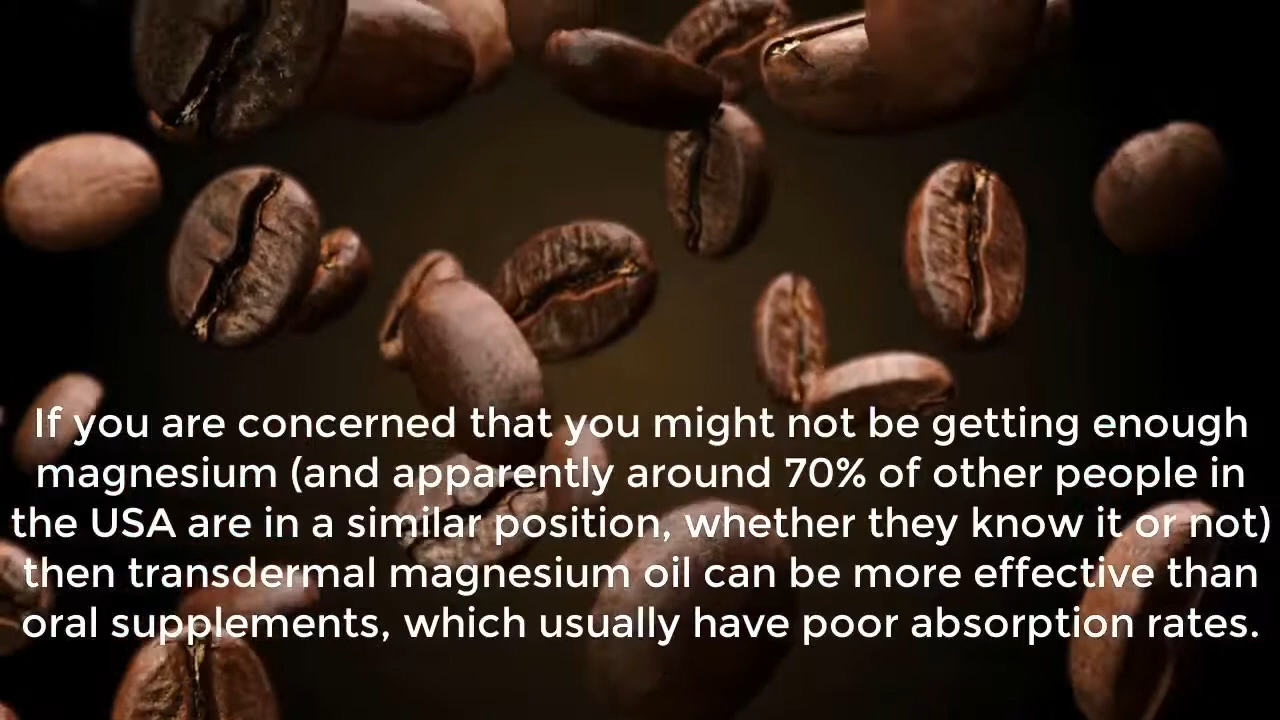 If you are concerned that you might not be getting enough
magnesium (and apparently around 70% of other people in
the USA are in a similar position, whether they know it or not)
then transdermal magnesium oil can be more effective than
oral supplements, which usually have poor absorption rates.